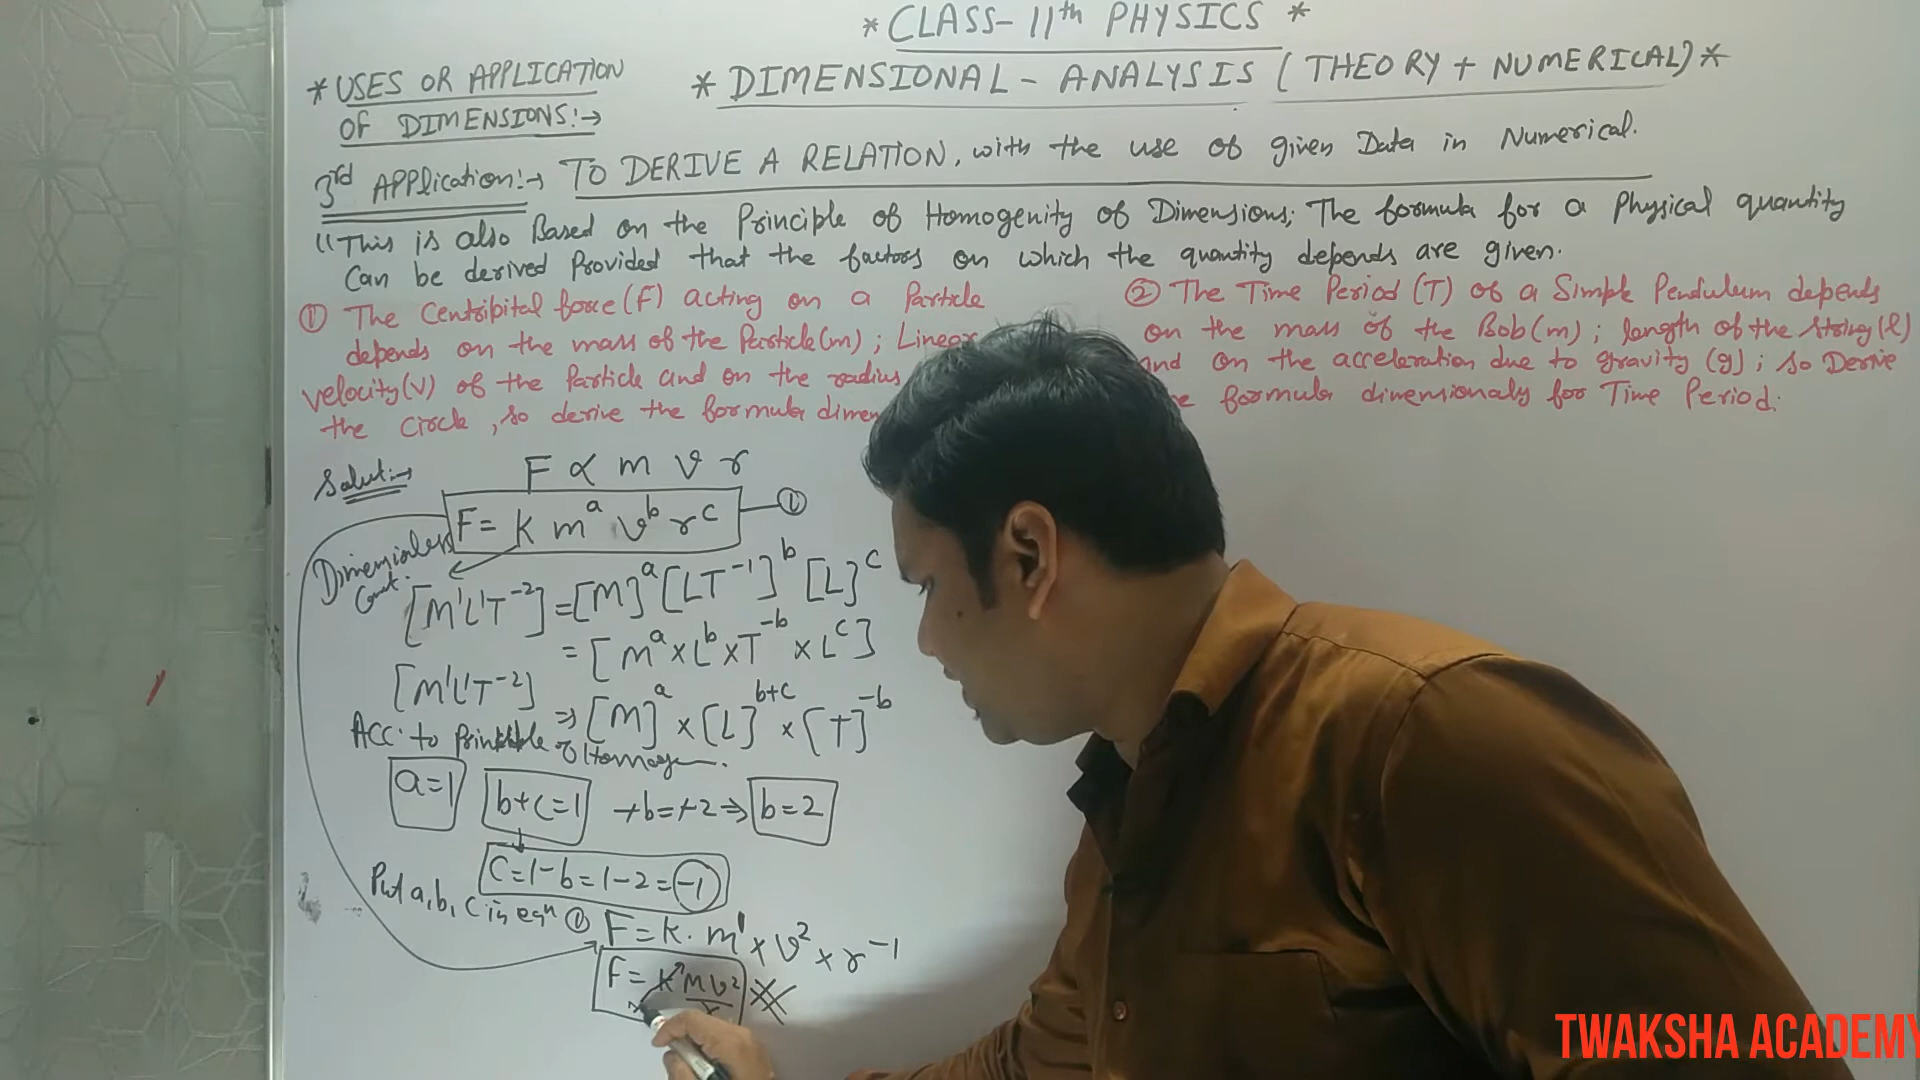 * CLASS-11th PHYSICS *
* DIMENSIONAL - ANALYSIS (THEORY + NUMERICAL) *
* USES OR APPLICATION
OF DIMENSIONS:→
3rd APPlication:→ TO DERIVE A RELATION, with the use of given Data in Numerical.
"This is also Based on the Principle of Homogenity of Dimensions; The formula for a Physical quantity
Can be derived Provided that the factors on which the quantity depends are given.
① The Centripital force (F) acting on a Particle
depends on the mass of the Particle (m) ; Linear
velocity (v) of the Particle and on the radius
the Circle, so derive the formula dimen
② The Time Period (T) of a Simple Pendulum depends
on the mass of the Bob (m) ; length of the string (l)
and on the acceleration due to gravity (g) ; so Derive
formula dimensionaly for Time Period.
Solut:→
F ∝ m v r
F = K m^a v^b r^c — ①
Dimensionless
Const.
[M¹L¹T⁻²] = [M]^a [LT⁻¹]^b [L]^c
= [M^a × L^b × T^-b × L^c]
[M¹L¹T⁻²] ⇒ [M]^a × [L]^b+c × [T]^-b
Acc. to Principle of Homogen.
a=1 b+c=1 +b=+2 ⇒ b=2
C=1-b=1-2=-1
Put a, b, c in eqn ①
F = K. m¹ × v² × r⁻¹
F = K mv²/r
TWAKSHA ACADEMY